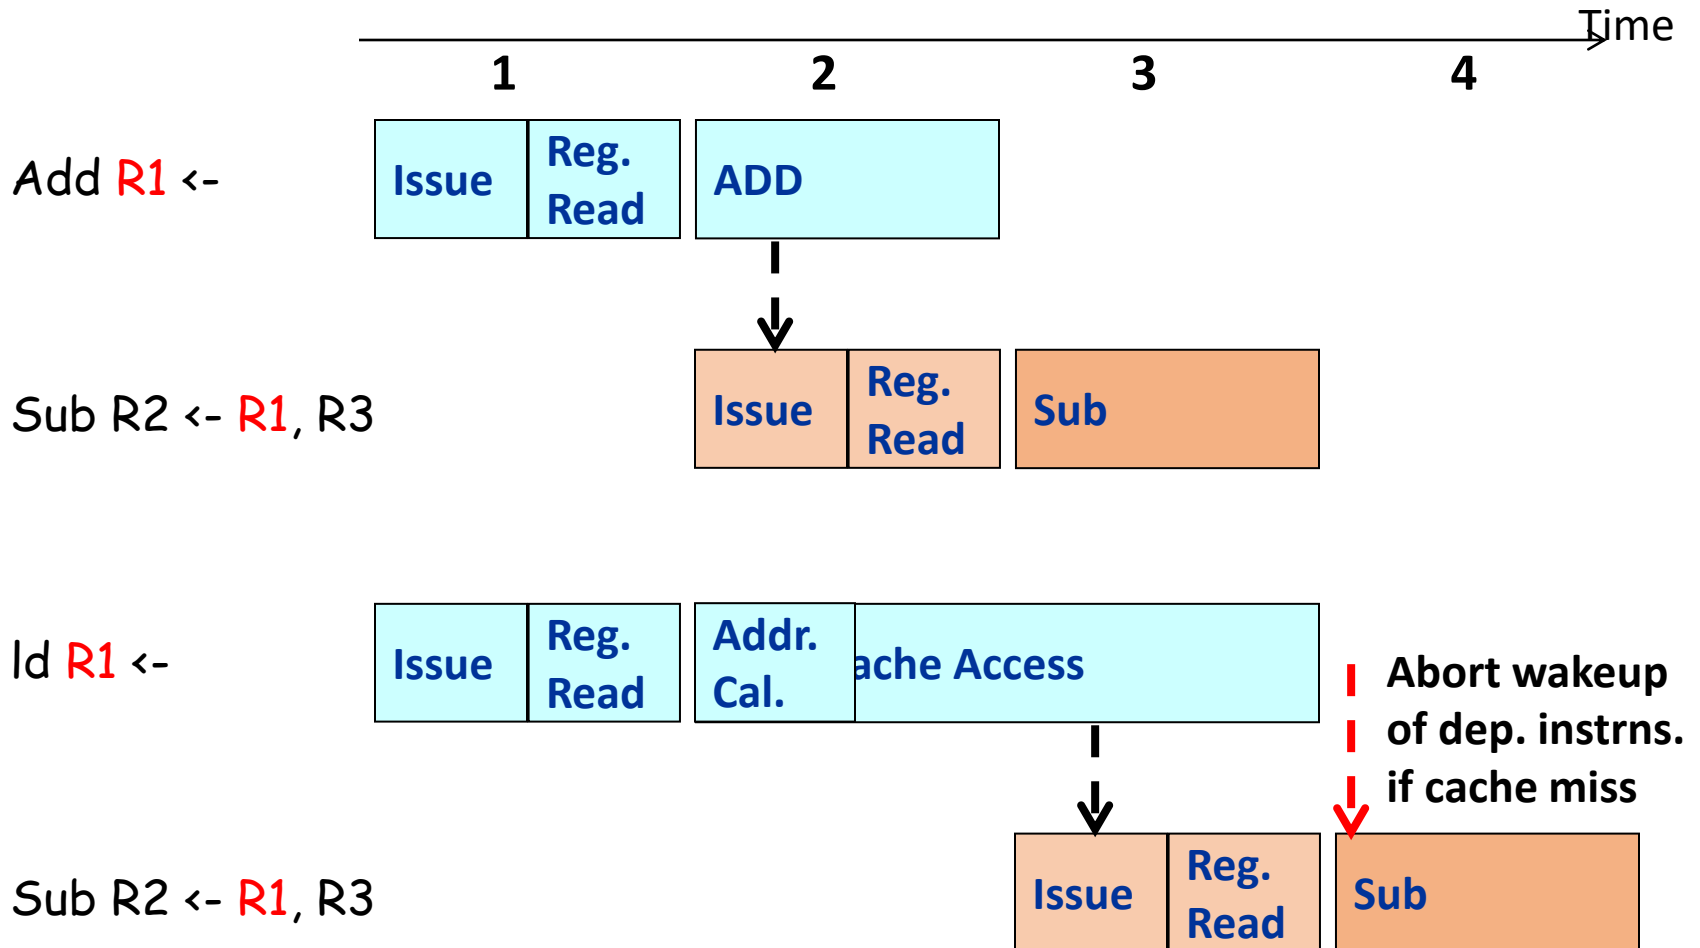 Time
1 2 3 4
Add R1 <-
Issue
Reg.
Read
ADD
Sub R2 <- R1, R3
Issue
Reg.
Read
Sub
ld R1 <-
Issue
Reg.
Read
Addr.
Cal.
ache Access
Abort wakeup
of dep. instrns.
if cache miss
Sub R2 <- R1, R3
Issue
Reg.
Read
Sub